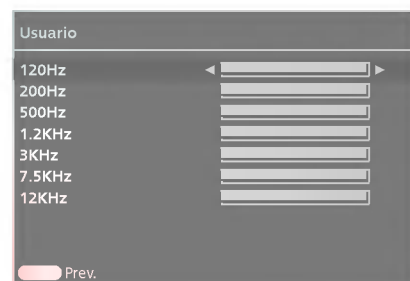 Usuario
120Hz
200Hz
500Hz
1.2KHz
3KHz
7.5KHz
12KHz
Prev.